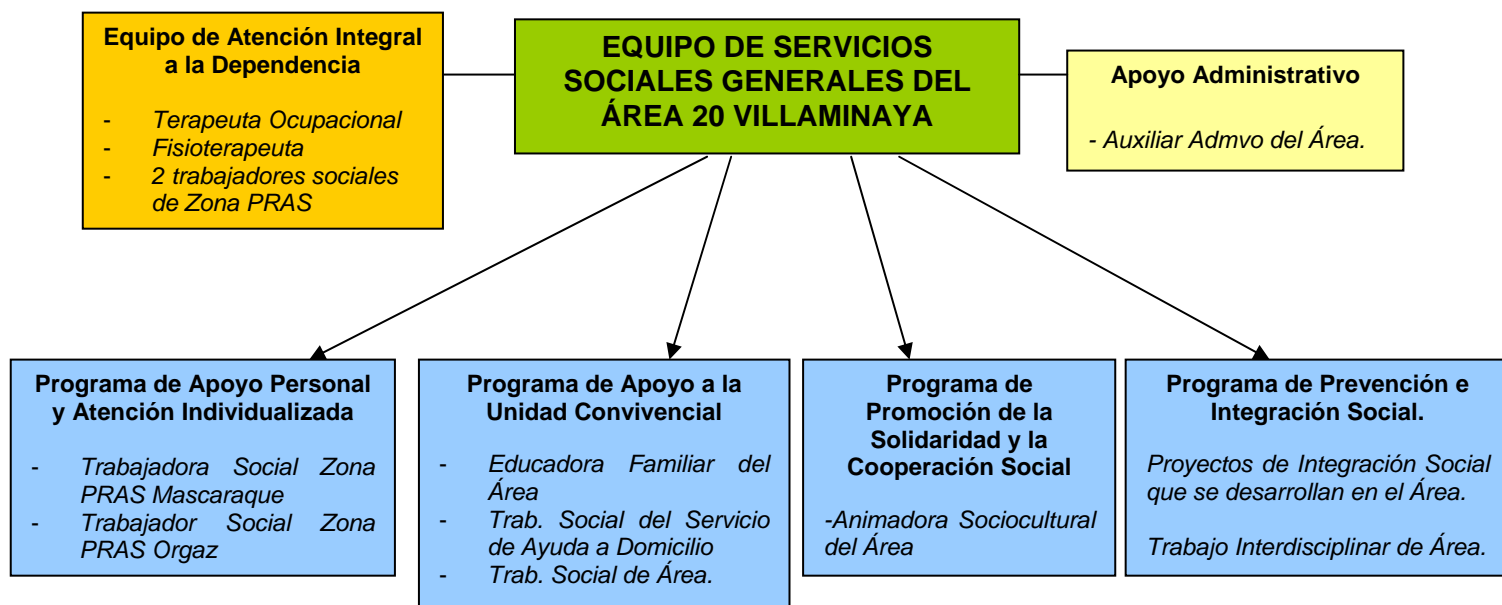 Equipo de Atención Integral
a la Dependencia
- Terapeuta Ocupacional
- Fisioterapeuta
- 2 trabajadores sociales
de Zona PRAS
EQUIPO DE SERVICIOS
SOCIALES GENERALES DEL
ÁREA 20 VILLAMINAYA
Apoyo Administrativo
- Auxiliar Admvo del Área.
Programa de Apoyo Personal
y Atención Individualizada
- Trabajadora Social Zona
PRAS Mascaraque
- Trabajador Social Zona
PRAS Orgaz
Programa de Apoyo a la
Unidad Convivencial
- Educadora Familiar del
Área
- Trab. Social del Servicio
de Ayuda a Domicilio
- Trab. Social de Área.
Programa de
Promoción de la
Solidaridad y la
Cooperación Social
-Animadora Sociocultural
del Área
Programa de Prevención e
Integración Social.
Proyectos de Integración Social
que se desarrollan en el Área.
Trabajo Interdisciplinar de Área.